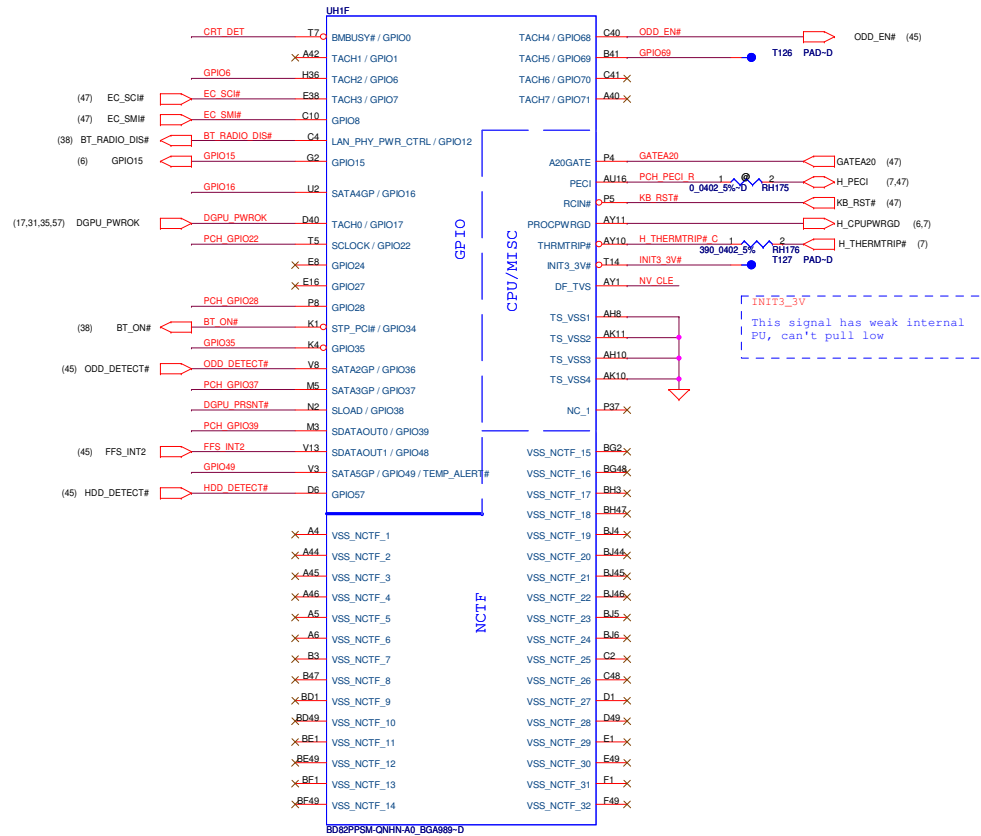 UH1F
CRT_DET T7 BMBUSY# / GPIO0 TACH4 / GPIO68 C40 ODD_EN# ODD_EN# (45)
A42 TACH1 / GPIO1 TACH5 / GPIO69 B41 GPIO69 T126 PAD~D
GPIO6 H36 TACH2 / GPIO6 TACH6 / GPIO70 C41
(47) EC_SCI# EC_SCI# E38 TACH3 / GPIO7 TACH7 / GPIO71 A40
(47) EC_SMI# EC_SMI# C10 GPIO8
(38) BT_RADIO_DIS# BT_RADIO_DIS# C4 LAN_PHY_PWR_CTRL / GPIO12
(6) GPIO15 GPIO15 G2 GPIO15 A20GATE P4 GATEA20 GATEA20 (47)
PECI AU16 PCH_PECI_R 1 @ 2 H_PECI (7,47)
0_0402_5%~D RH175
GPIO16 U2 SATA4GP / GPIO16 RCIN# P5 KB_RST# KB_RST# (47)
(17,31,35,57) DGPU_PWROK DGPU_PWROK D40 TACH0 / GPIO17 PROCPWRGD AY11 H_CPUPWRGD (6,7)
PCH_GPIO22 T5 SCLOCK / GPIO22 THRMTRIP# AY10 H_THERMTRIP#_C 1 2 H_THERMTRIP# (7)
390_0402_5% RH176
E8 GPIO24 INIT3_3V# T14 INIT3_3V# T127 PAD~D
E16 GPIO27 DF_TVS AY1 NV_CLE
GPIO
CPU/MISC
PCH_GPIO28 P8 GPIO28 TS_VSS1 AH8
(38) BT_ON# BT_ON# K1 STP_PCI# / GPIO34 TS_VSS2 AK11
GPIO35 K4 GPIO35 TS_VSS3 AH10
(45) ODD_DETECT# ODD_DETECT# V8 SATA2GP / GPIO36 TS_VSS4 AK10
INIT3_3V
This signal has weak internal
PU, can't pull low
PCH_GPIO37 M5 SATA3GP / GPIO37
DGPU_PRSNT# N2 SLOAD / GPIO38 NC_1 P37
PCH_GPIO39 M3 SDATAOUT0 / GPIO39
(45) FFS_INT2 FFS_INT2 V13 SDATAOUT1 / GPIO48 VSS_NCTF_15 BG2
GPIO49 V3 SATA5GP / GPIO49 / TEMP_ALERT# VSS_NCTF_16 BG48
(45) HDD_DETECT# HDD_DETECT# D6 GPIO57 VSS_NCTF_17 BH3
VSS_NCTF_18 BH47
A4 VSS_NCTF_1 VSS_NCTF_19 BJ4
A44 VSS_NCTF_2 VSS_NCTF_20 BJ44
A45 VSS_NCTF_3 VSS_NCTF_21 BJ45
A46 VSS_NCTF_4 VSS_NCTF_22 BJ46
NCTF
A5 VSS_NCTF_5 VSS_NCTF_23 BJ5
A6 VSS_NCTF_6 VSS_NCTF_24 BJ6
B3 VSS_NCTF_7 VSS_NCTF_25 C2
B47 VSS_NCTF_8 VSS_NCTF_26 C48
BD1 VSS_NCTF_9 VSS_NCTF_27 D1
BD49 VSS_NCTF_10 VSS_NCTF_28 D49
BE1 VSS_NCTF_11 VSS_NCTF_29 E1
BE49 VSS_NCTF_12 VSS_NCTF_30 E49
BF1 VSS_NCTF_13 VSS_NCTF_31 F1
BF49 VSS_NCTF_14 VSS_NCTF_32 F49
BD82PPSM-QNHN-A0_BGA989~D